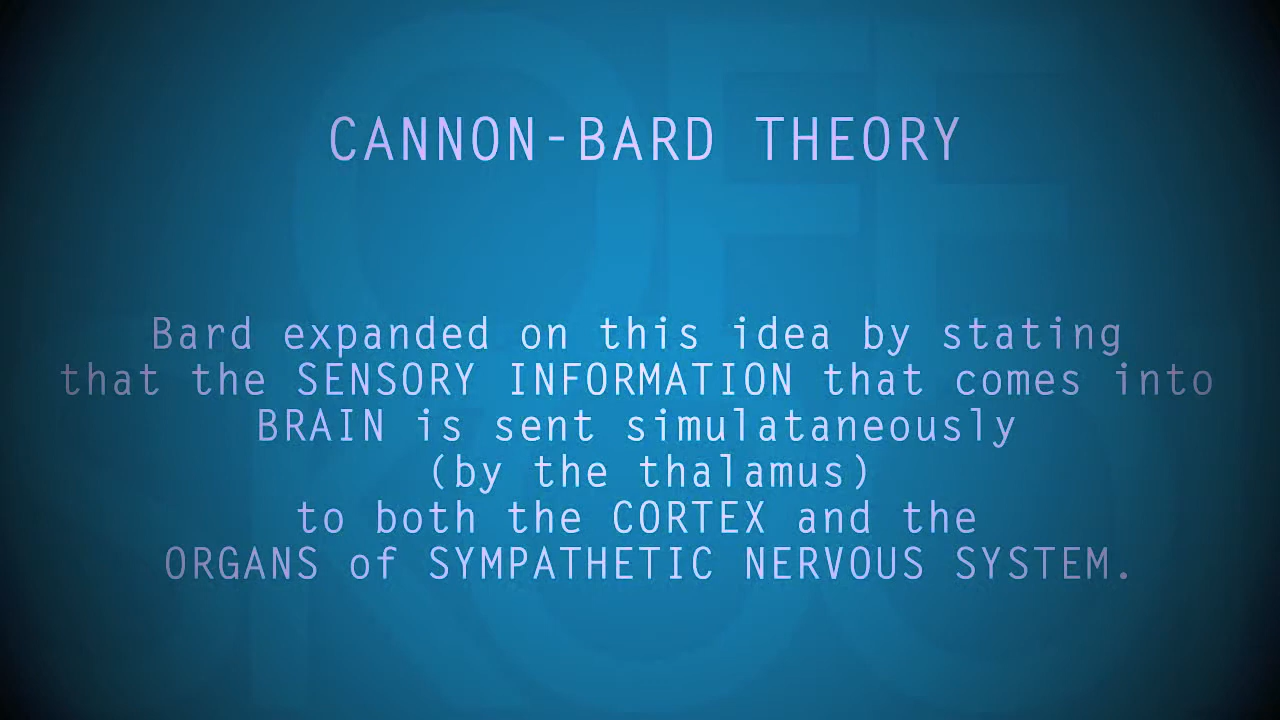 CANNON-BARD THEORY
Bard expanded on this idea by stating
that the SENSORY INFORMATION that comes into
BRAIN is sent simulataneously
(by the thalamus)
to both the CORTEX and the
ORGANS of SYMPATHETIC NERVOUS SYSTEM.